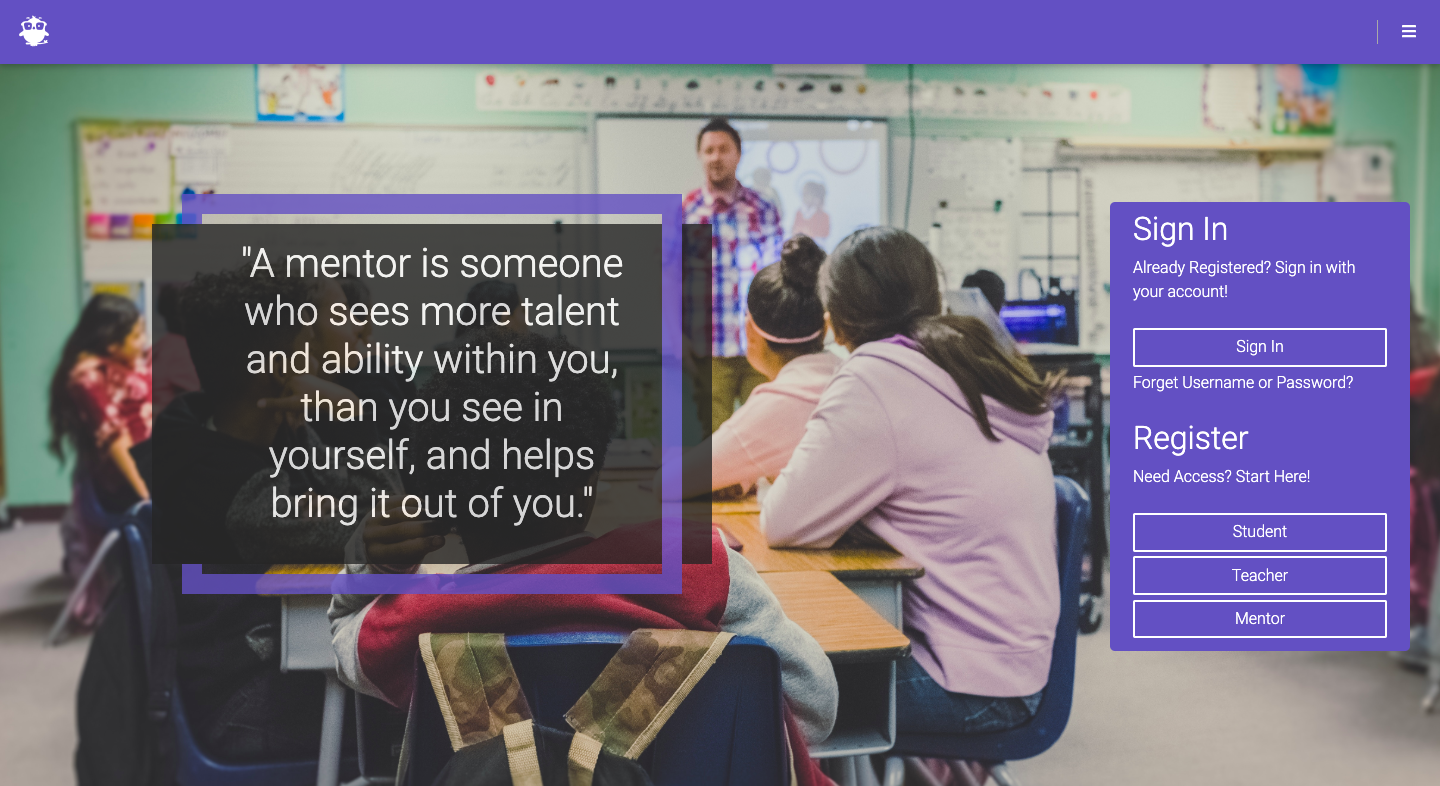 "A mentor is someone
who sees more talent
and ability within you,
than you see in
yourself, and helps
bring it out of you."
Sign In
Already Registered? Sign in with
your account!
Sign In
Forget Username or Password?
Register
Need Access? Start Here!
Student
Teacher
Mentor